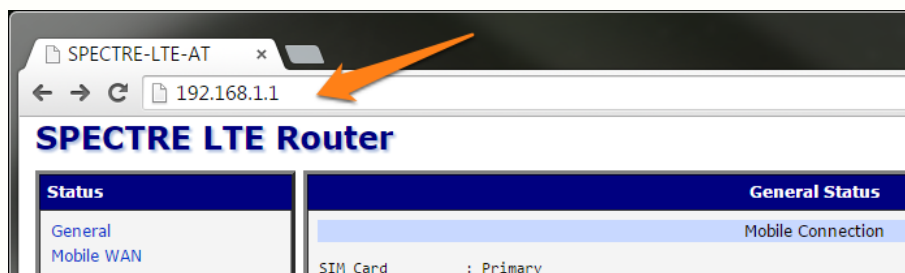 SPECTRE-LTE-AT
192.168.1.1
SPECTRE LTE Router
Status
General Status
General
Mobile Connection
Mobile WAN
SIM Card : Primary